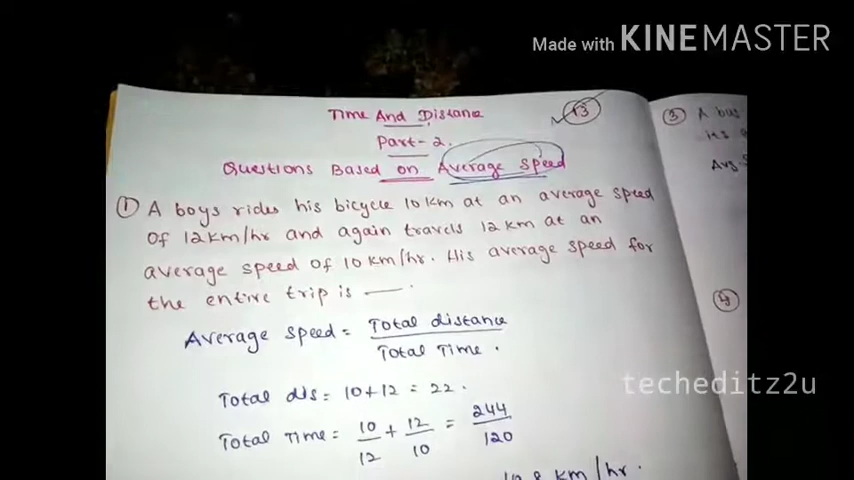 Made with KINEMASTER
Time And Distance
13
Part-2.
Questions Based on Average Speed
① A boys rides his bicycle 10 km at an average speed
of 12 km/hr and again travels 12 km at an
average speed of 10 km/hr. His average speed for
the entire trip is ——.
Average speed = Total distance
Total Time.
Total dis = 10+12 = 22.
Total Time = 10/12 + 12/10 = 244/120
km/hr.
③ A bus
its
Avg.
techeditz2u